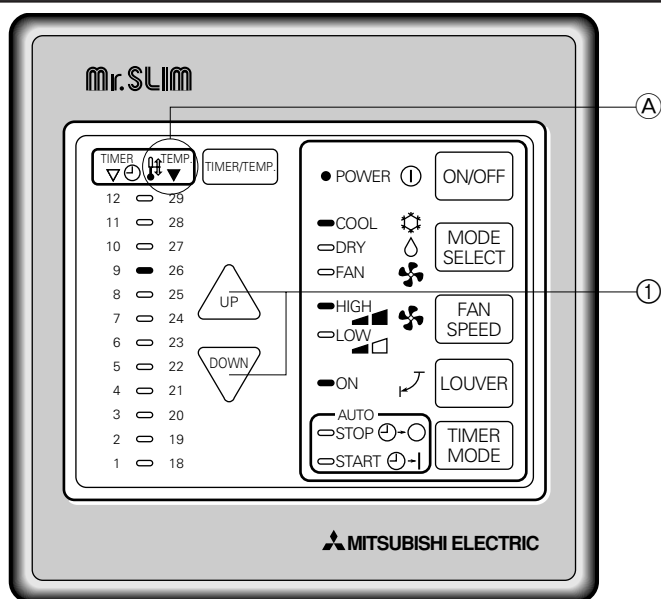 Mr.SLIM
A
TIMER TEMP. TIMER/TEMP.
12 29
11 28
10 27
9 26
8 25
7 24
6 23
5 22
4 21
3 20
2 19
1 18
UP
DOWN
POWER ON/OFF
COOL
DRY
FAN
MODE
SELECT
HIGH
LOW
FAN
SPEED
1
ON LOUVER
AUTO
STOP
START
TIMER
MODE
MITSUBISHI ELECTRIC